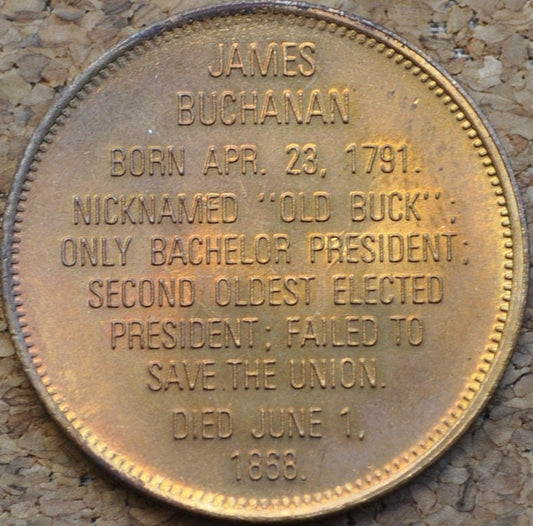 JAMES
BUCHANAN
BORN APR. 23, 1791.
NICKNAMED "OLD BUCK";
ONLY BACHELOR PRESIDENT;
SECOND OLDEST ELECTED
PRESIDENT; FAILED TO
SAVE THE UNION.
DIED JUNE 1,
1868.